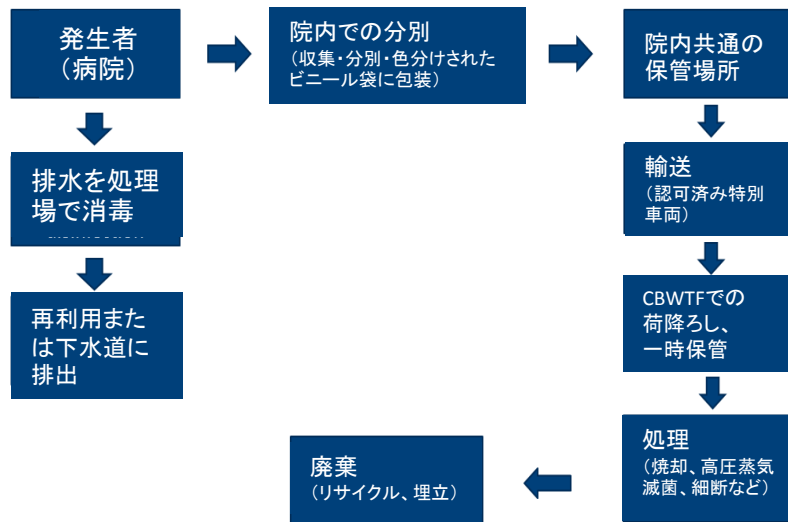 発生者
（病院）
院内での分別
（収集・分別・色分けされた
ビニール袋に包装）
院内共通の
保管場所
排水を処理
場で消毒
輸送
（認可済み特別
車両）
再利用また
は下水道に
排出
CBWTFでの
荷降ろし、
一時保管
処理
（焼却、高圧蒸気
滅菌、細断など）
廃棄
（リサイクル、埋立）